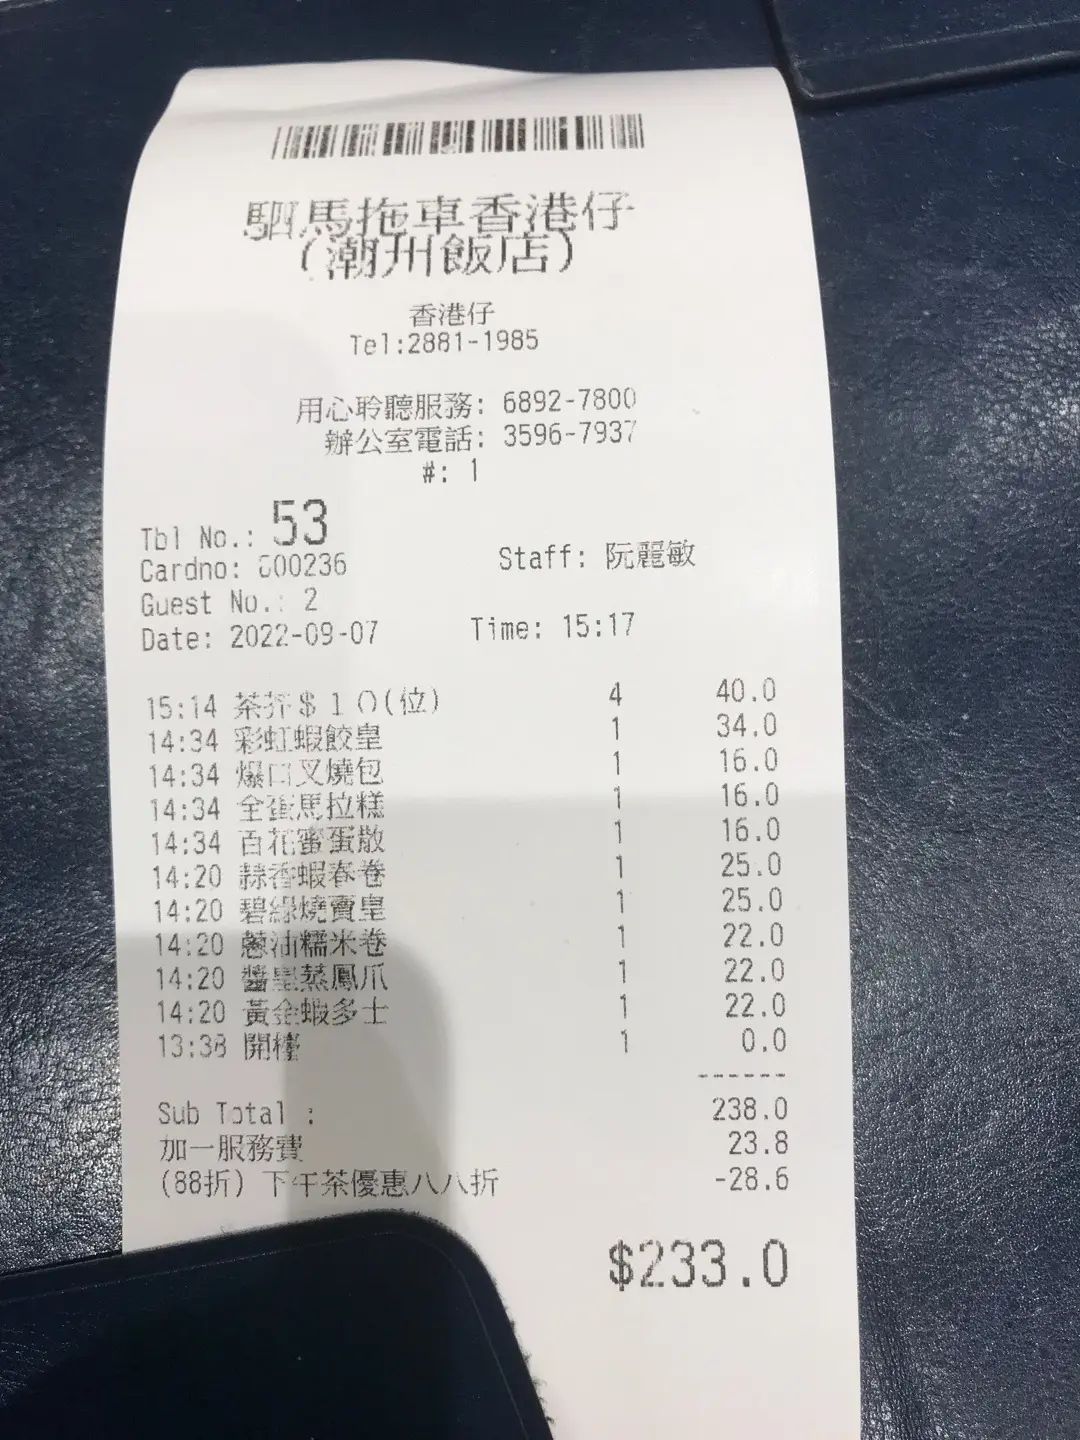 駟馬拖車香港仔
(潮州飯店)
香港仔
Tel:2881-1985
用心聆聽服務: 6892-7800
辦公室電話: 3596-7937
#: 1
Tbl No.: 53
Cardno: 000236
Staff: 阮麗敏
Guest No.: 2
Date: 2022-09-07 Time: 15:17
15:14 茶芥$10(位) 4 40.0
14:34 彩虹蝦餃皇 1 34.0
14:34 爆口叉燒包 1 16.0
14:34 全蛋馬拉糕 1 16.0
14:34 百花蜜蛋散 1 16.0
14:20 蒜香蝦春卷 1 25.0
14:20 碧綠燒賣皇 1 25.0
14:20 蔥油糯米卷 1 22.0
14:20 醬皇蒸鳳爪 1 22.0
14:20 黃金蝦多士 1 22.0
13:38 開檯 1 0.0
------
Sub Total : 238.0
加一服務費 23.8
(88折) 下午茶優惠八八折 -28.6
$233.0